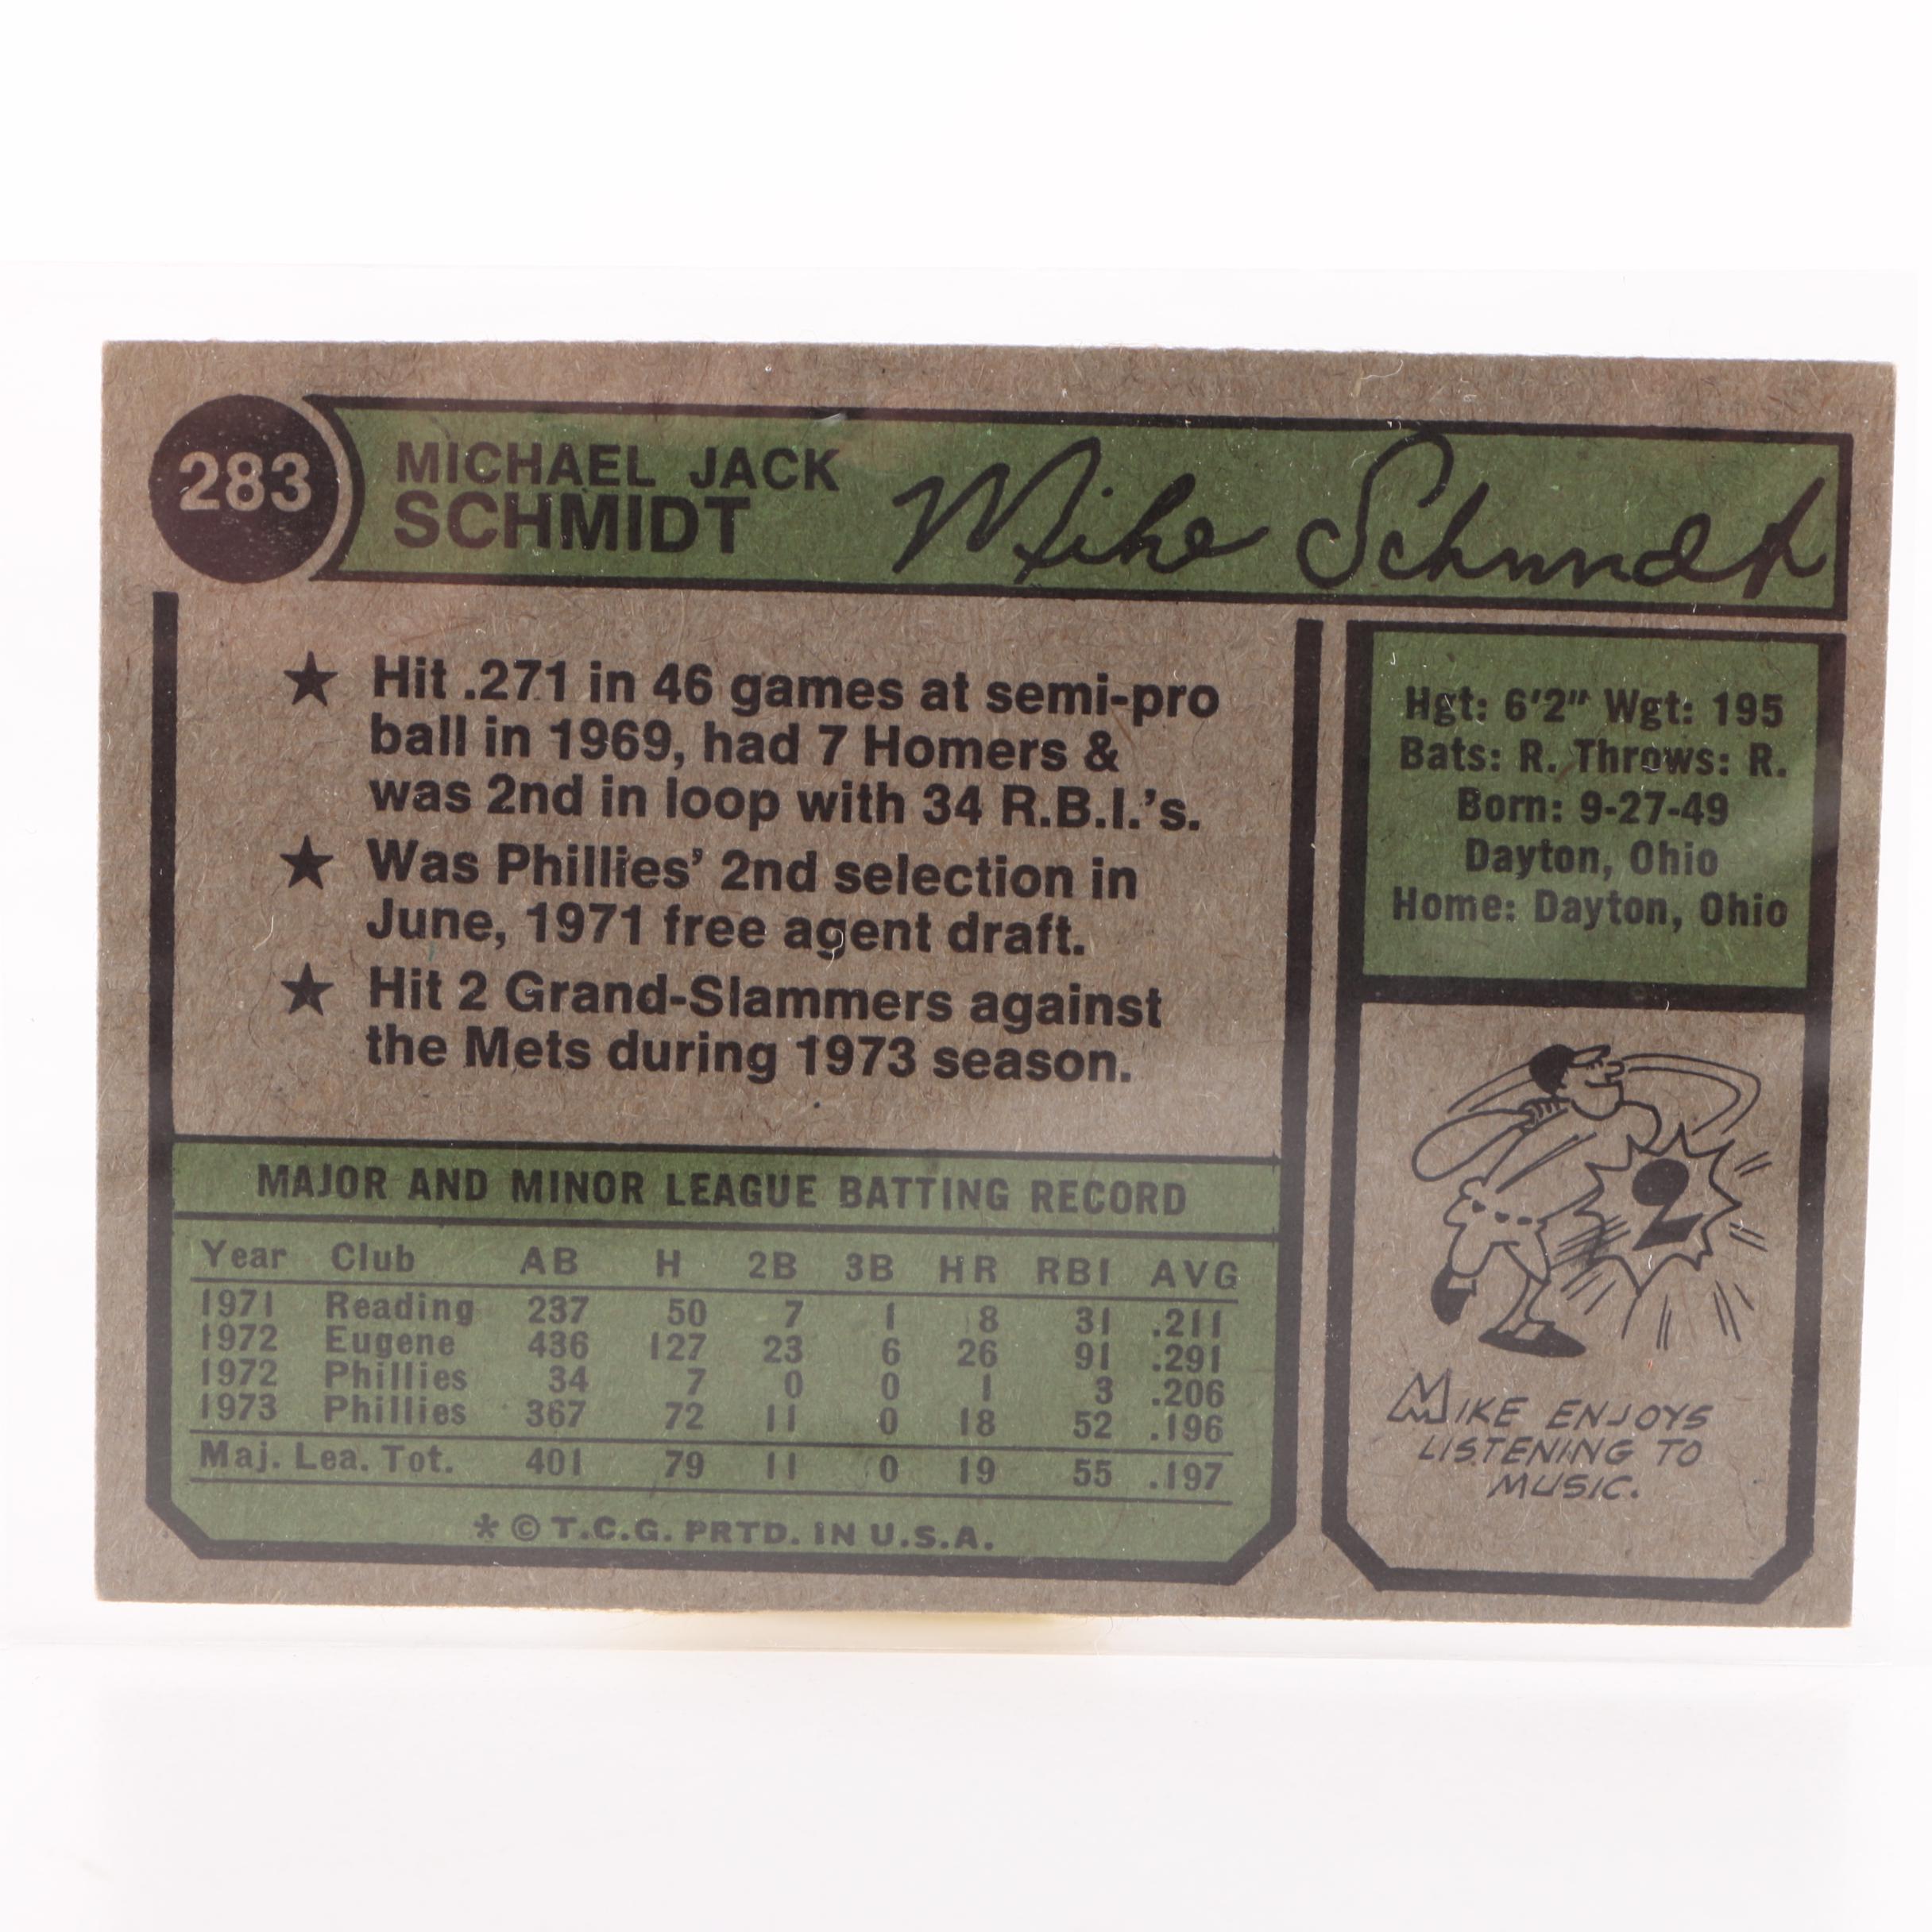 283
MICHAEL JACK
SCHMIDT
Mike Schmidt
★ Hit .271 in 46 games at semi-pro
ball in 1969, had 7 Homers &
was 2nd in loop with 34 R.B.I.'s.
★ Was Phillies' 2nd selection in
June, 1971 free agent draft.
★ Hit 2 Grand-Slammers against
the Mets during 1973 season.
Hgt: 6'2" Wgt: 195
Bats: R. Throws: R.
Born: 9-27-49
Dayton, Ohio
Home: Dayton, Ohio
2
MIKE ENJOYS
LISTENING TO
MUSIC.
MAJOR AND MINOR LEAGUE BATTING RECORD
Year Club AB H 2B 3B HR RBI AVG
1971 Reading 237 50 7 1 8 31 .211
1972 Eugene 436 127 23 6 26 91 .291
1972 Phillies 34 7 0 0 1 3 .206
1973 Phillies 367 72 11 0 18 52 .196
Maj. Lea. Tot. 401 79 11 0 19 55 .197
* © T.C.G. PRTD. IN U.S.A.